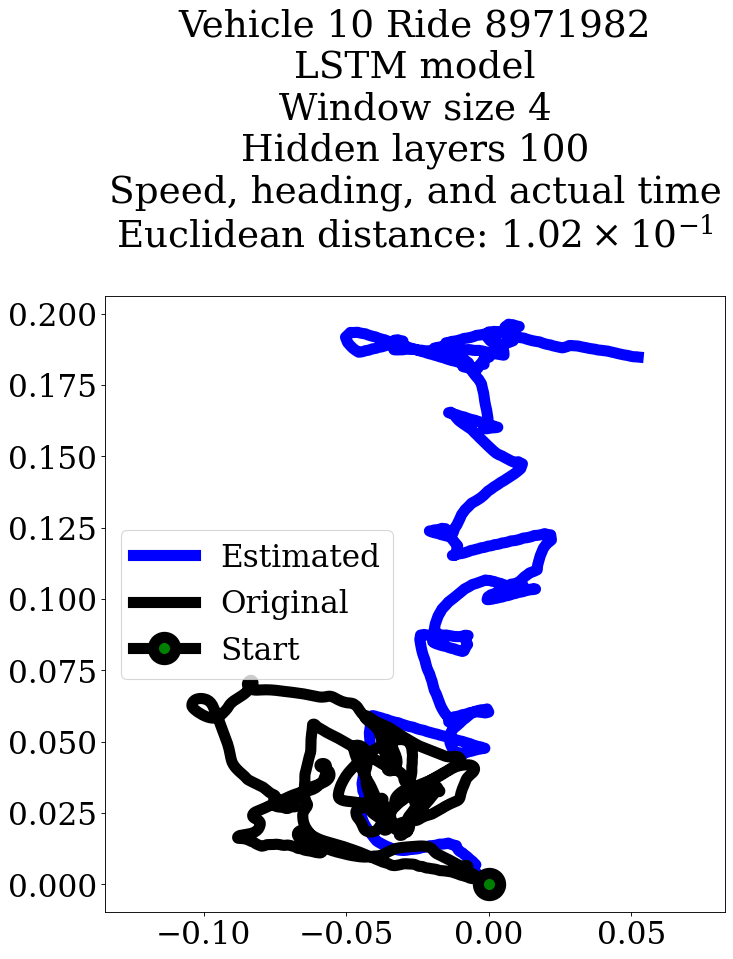 Vehicle 10 Ride 8971982
LSTM model
Window size 4
Hidden layers 100
Speed, heading, and actual time
Euclidean distance: 1.02 × 10⁻¹
0.200
0.175
0.150
0.125
0.100
0.075
0.050
0.025
0.000
Estimated
Original
Start
−0.10
−0.05
0.00
0.05